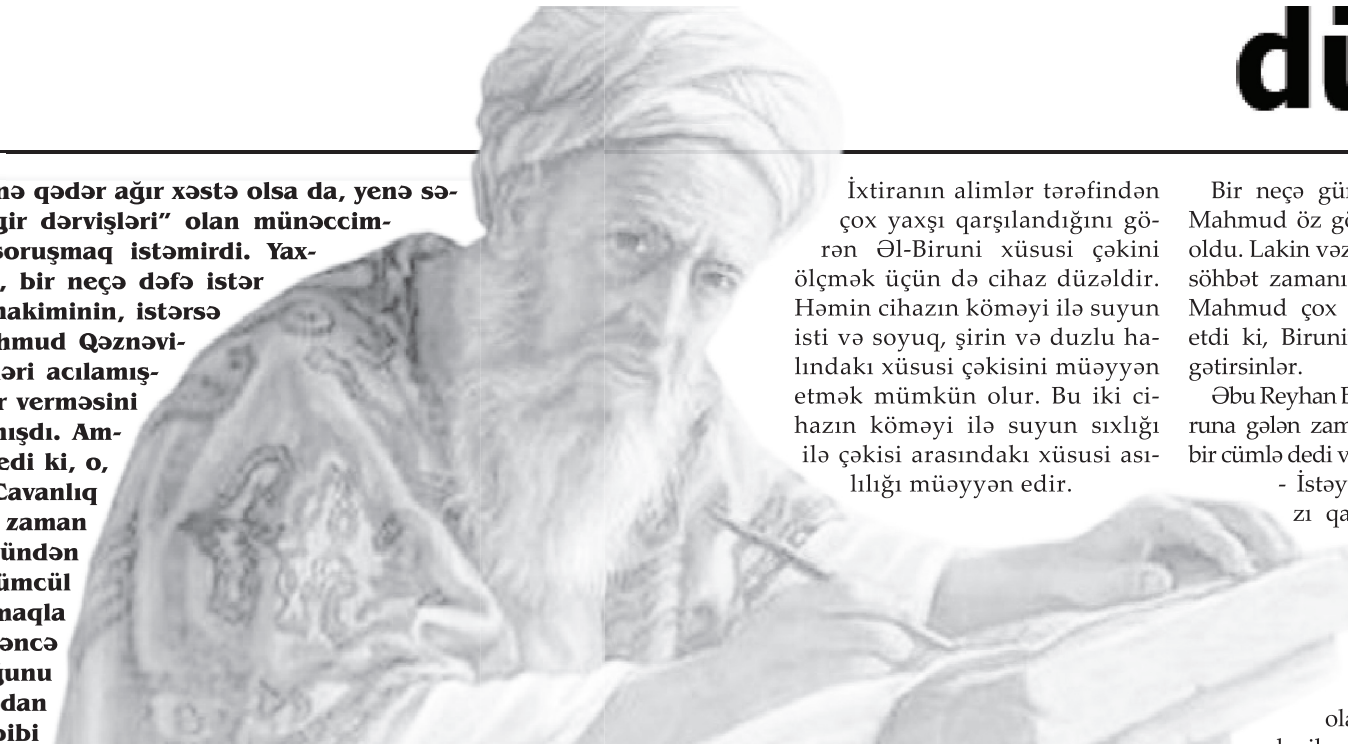 dü
nə qədər ağır xəstə olsa da, yenə sə-
gir dərvişləri” olan münəccim-
soruşmaq istəmirdi. Yax-
, bir neçə dəfə istər
hakiminin, istərsə
hmud Qəznəvi-
ləri acılamış-
r verməsini
mışdı. Am-
edi ki, o,
Cavanlıq
zaman
ündən
ümcül
maqla
əncə
ğunu
dan
bibi
İxtiranın alimlər tərəfindən
çox yaxşı qarşılandığını gö-
rən Əl-Biruni xüsusi çəkini
ölçmək üçün də cihaz düzəldir.
Həmin cihazın köməyi ilə suyun
isti və soyuq, şirin və duzlu ha-
lındakı xüsusi çəkisini müəyyən
etmək mümkün olur. Bu iki ci-
hazın köməyi ilə suyun sıxlığı
ilə çəkisi arasındakı xüsusi ası-
lılığı müəyyən edir.
Bir neçə gün
Mahmud öz gö
oldu. Lakin vəz
söhbət zamanı
Mahmud çox
etdi ki, Biruni
gətirsinlər.
Əbu Reyhan B
runa gələn zam
bir cümlə dedi v
- İstəy
zı qa
ola